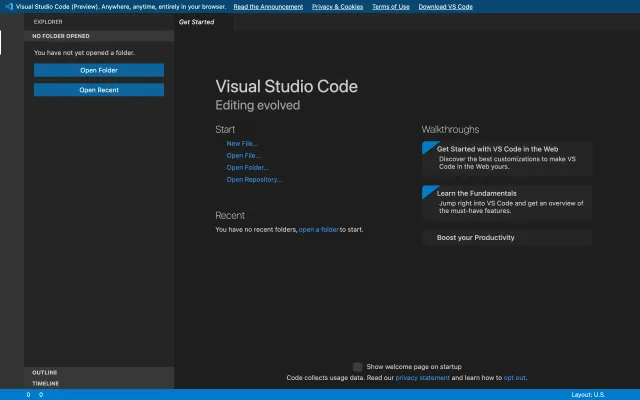 Visual Studio Code (Preview). Anywhere, anytime, entirely in your browser. Read the Announcement Privacy & Cookies Terms of Use Download VS Code
EXPLORER
Get Started
NO FOLDER OPENED
You have not yet opened a folder.
Open Folder
Open Recent
Visual Studio Code
Editing evolved
Start
New File...
Open File...
Open Folder...
Open Repository...
Recent
You have no recent folders, open a folder to start.
Walkthroughs
Get Started with VS Code in the Web
Discover the best customizations to make VS
Code in the Web yours.
Learn the Fundamentals
Jump right into VS Code and get an overview of
the must-have features.
Boost your Productivity
Show welcome page on startup
Code collects usage data. Read our privacy statement and learn how to opt out.
OUTLINE
TIMELINE
0 0
Layout: U.S.